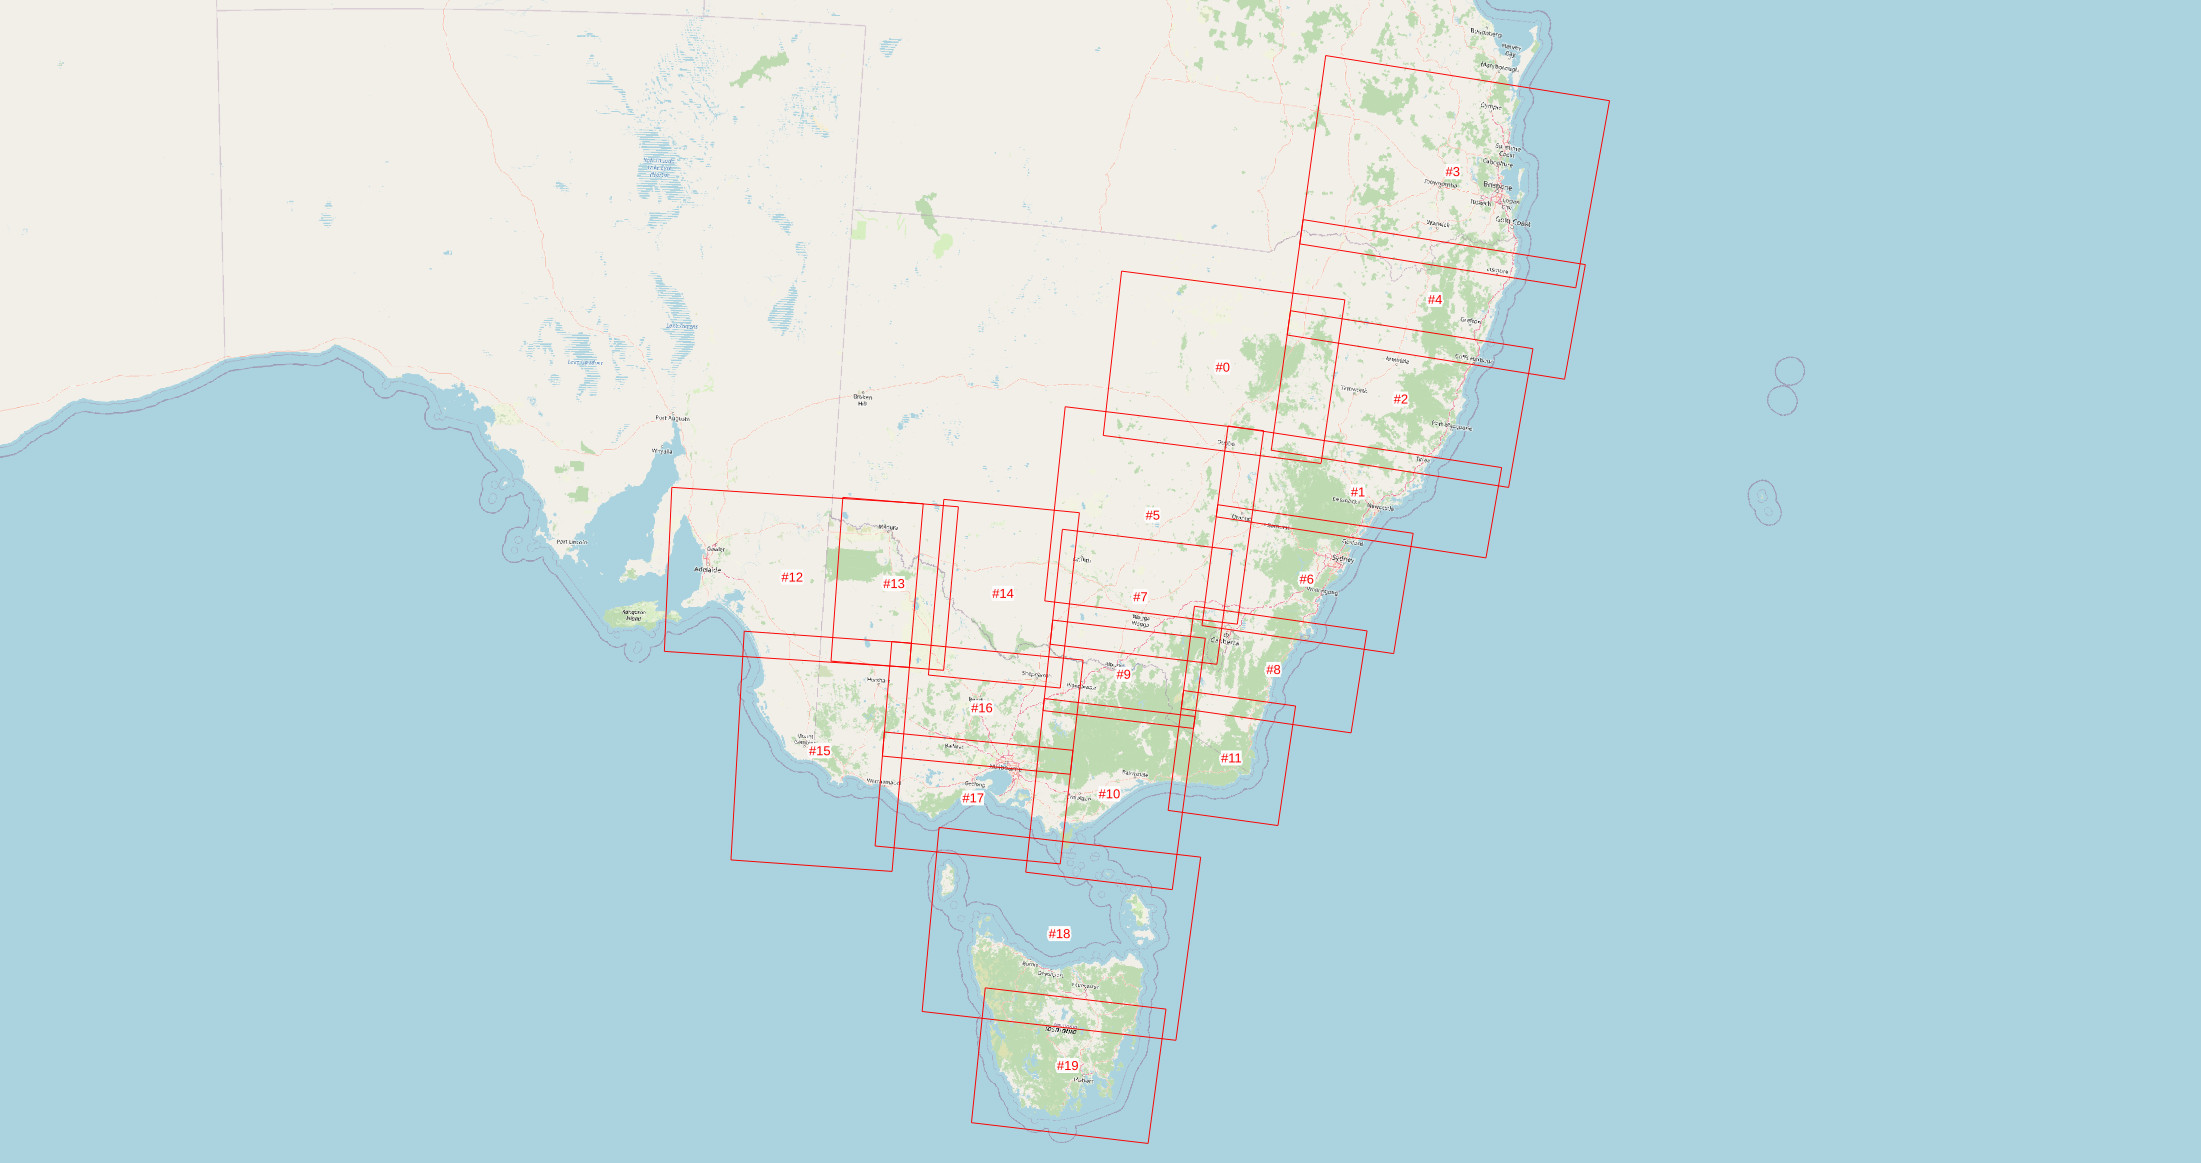 Bundaberg
Hervey
Bay
Maryborough
Gympie
Sunshine
Coast
Caboolture
#3
Toowoomba
Brisbane
Ipswich
Logan
City
Gold Coast
Warwick
Lismore
#4
Grafton
Coffs Harbour
Armidale
#0
Tamworth
#2
Broken
Hill
Port Macquarie
Port Augusta
Dubbo
Whyalla
Taree
#1
Cessnock
Newcastle
#5
Orange
Bathurst
Mildura
Gosford
Port Lincoln
Gawler
Griffith
Sydney
Adelaide
#12
#13
#6
#14
#7
Wollongong
Kangaroo
Island
Wagga
Wagga
Canberra
Albury
#8
Horsham
Shepparton
#9
Wangaratta
#16
Mount
Gambier
#15
Ballarat
#11
Melbourne
Bairnsdale
Warrnambool
Geelong
#17
Traralgon
#10
#18
Burnie
Devonport
Launceston
Tasmania
#19
Hobart